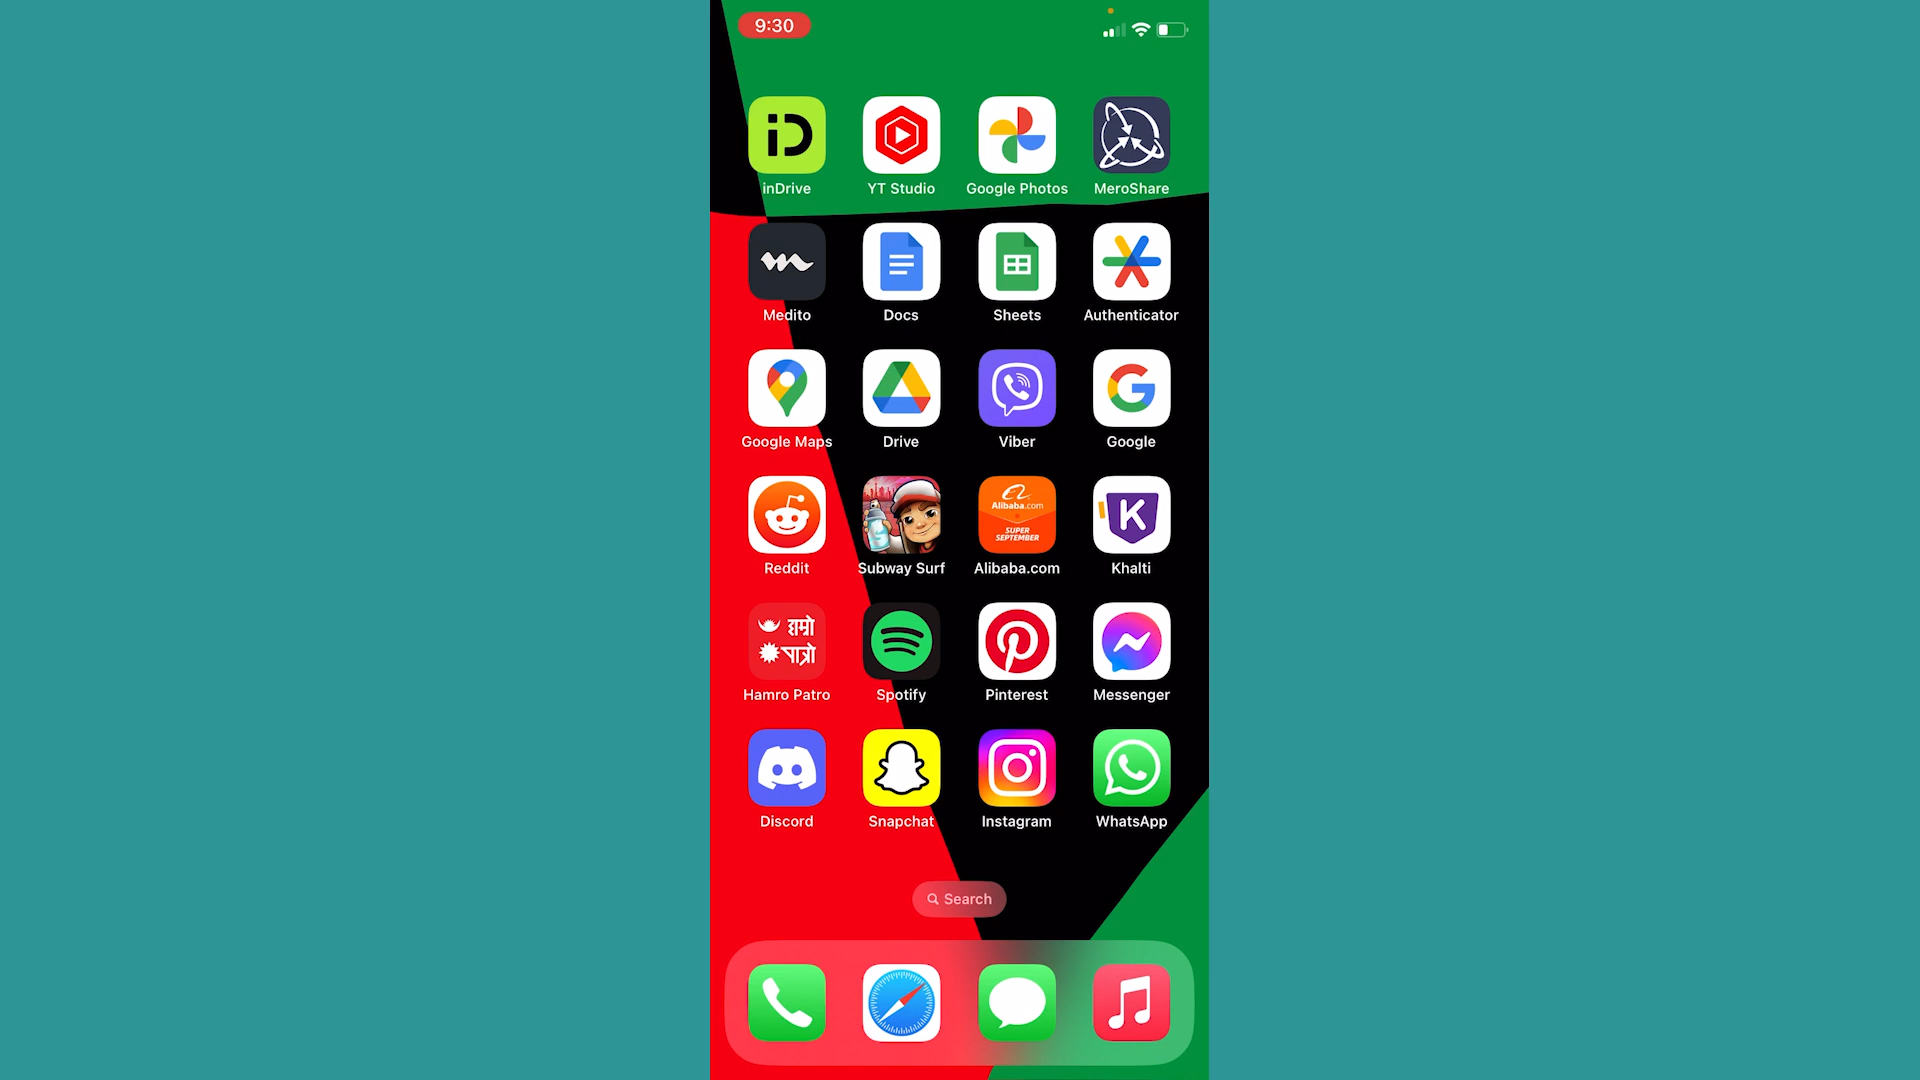 9:30
iD
inDrive
YT Studio
Google Photos
MeroShare
Medito
Docs
Sheets
Authenticator
Google Maps
Drive
Viber
Google
Alibaba.com
SUPER
SEPTEMBER
K
Reddit
Subway Surf
Alibaba.com
Khalti
हाम्रो
पात्रो
Hamro Patro
Spotify
Pinterest
Messenger
Discord
Snapchat
Instagram
WhatsApp
Search